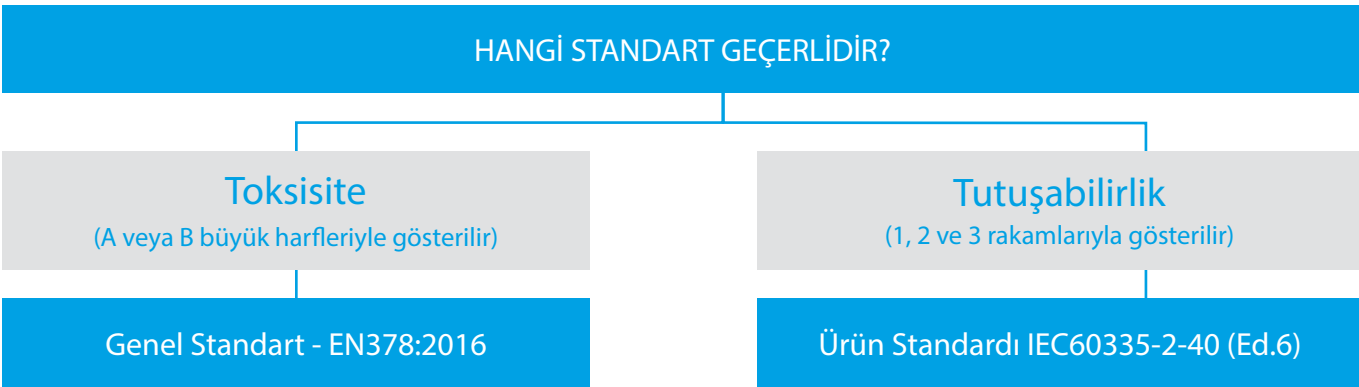 HANGİ STANDART GEÇERLİDİR?
Toksisite
(A veya B büyük harfleriyle gösterilir)
Genel Standart - EN378:2016
Tutuşabilirlik
(1, 2 ve 3 rakamlarıyla gösterilir)
Ürün Standardı IEC60335-2-40 (Ed.6)